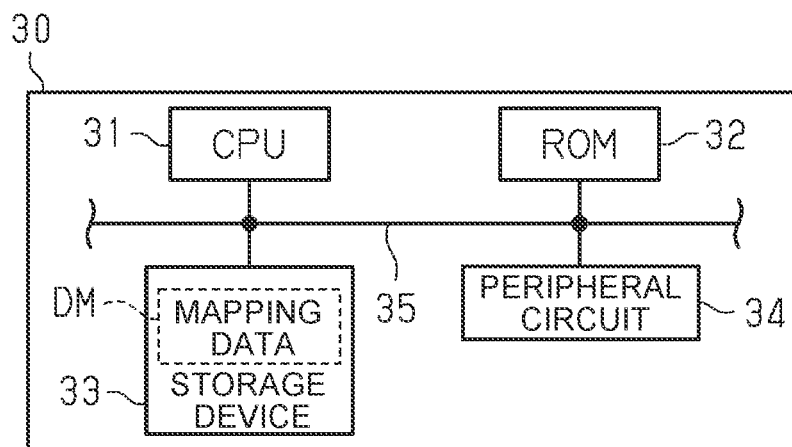 30
31
CPU
ROM
32
35
DM
MAPPING
DATA
33
STORAGE
DEVICE
PERIPHERAL
CIRCUIT
34